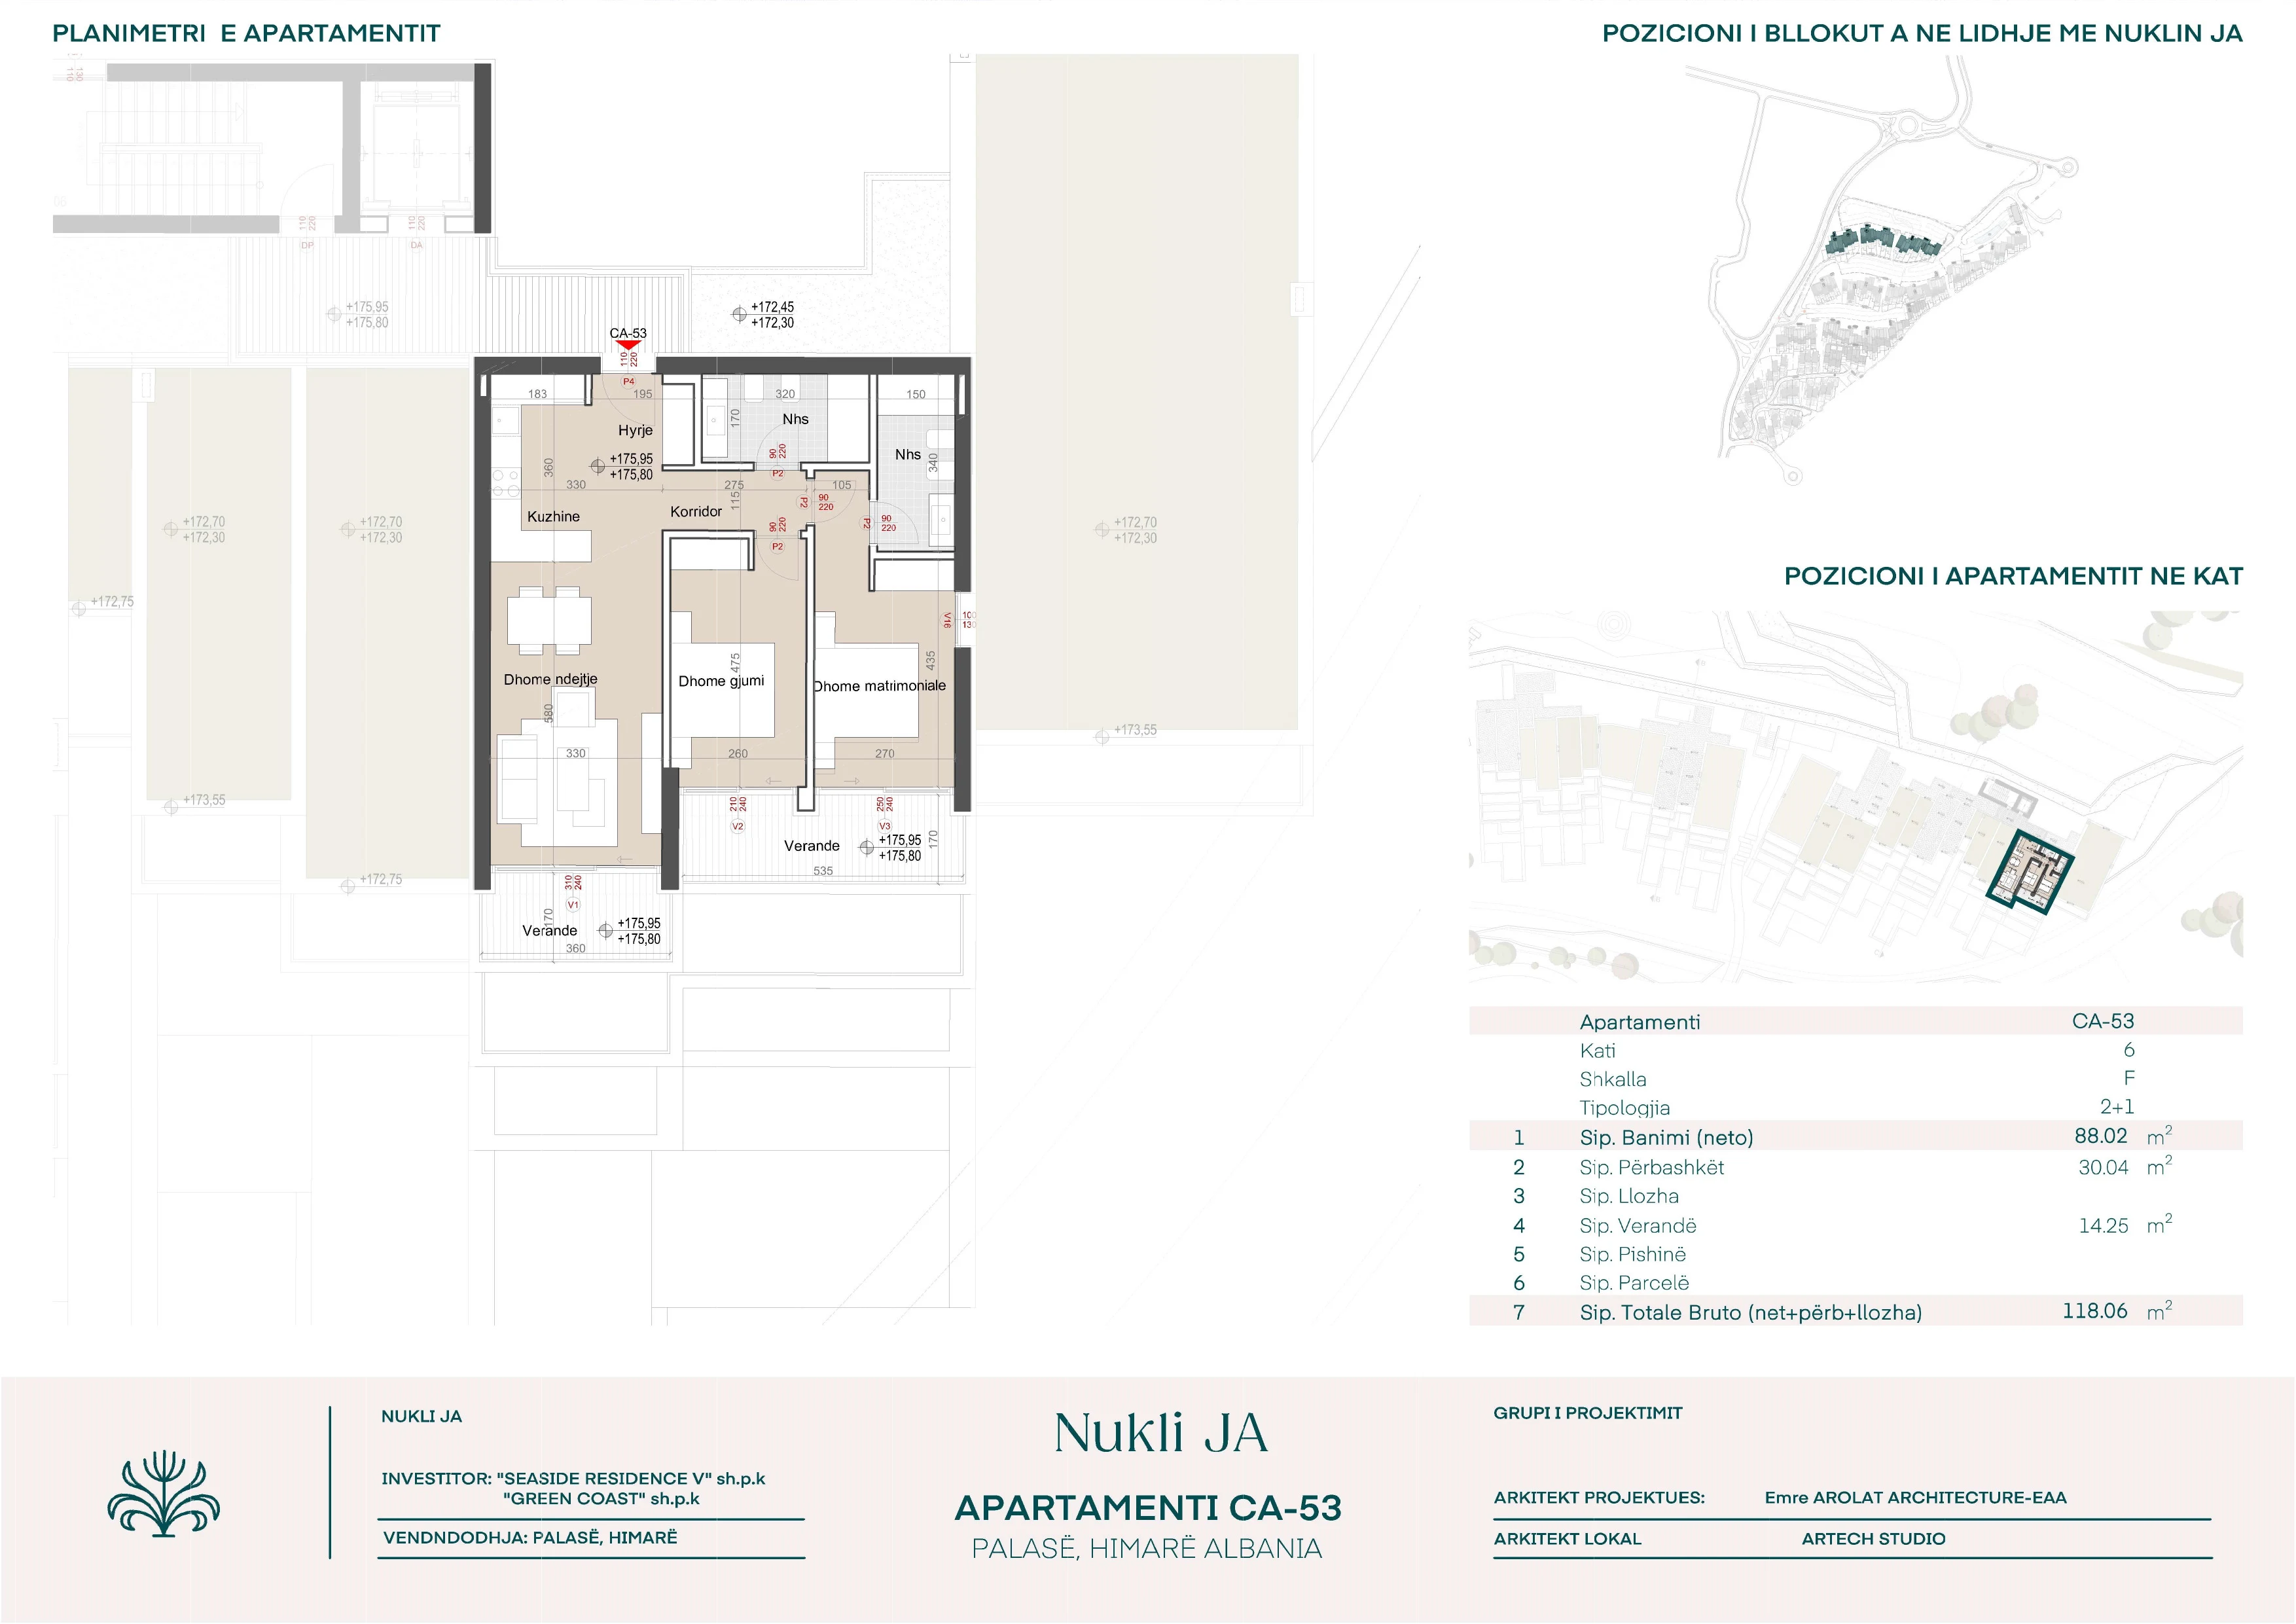 PLANIMETRI E APARTAMENTIT
POZICIONI I BLLOKUT A NE LIDHJE ME NUKLIN JA
110
130
110
220
DP
110
220
DA
+175,95
+175,80
+172,45
+172,30
CA-53
110
220
P4
183
195
320
150
170
Nhs
Hyrje
Nhs
340
360
+175,95
+175,80
90
220
P2
330
275
105
115
P2
90
220
Kuzhine
Korridor
90
220
P2
P2
90
220
+172,70
+172,30
+172,70
+172,30
+172,70
+172,30
+172,75
V16
475
435
Dhome ndejtje
Dhome gjumi
Dhome matrimoniale
580
330
260
270
+173,55
+173,55
210
240
V2
250
240
V3
Verande
+175,95
+175,80
170
535
+172,75
310
240
V1
170
Verande
+175,95
+175,80
360
POZICIONI I APARTAMENTIT NE KAT
Apartamenti CA-53
Kati 6
Shkalla F
Tipologjia 2+1
1 Sip. Banimi (neto) 88.02 m²
2 Sip. Përbashkët 30.04 m²
3 Sip. Llozha
4 Sip. Verandë 14.25 m²
5 Sip. Pishinë
6 Sip. Parcelë
7 Sip. Totale Bruto (net+përb+llozha) 118.06 m²
NUKLI JA
INVESTITOR: "SEASIDE RESIDENCE V" sh.p.k
"GREEN COAST" sh.p.k
VENDNDODHJA: PALASË, HIMARË
Nukli JA
APARTAMENTI CA-53
PALASË, HIMARË ALBANIA
GRUPI I PROJEKTIMIT
ARKITEKT PROJEKTUES: Emre AROLAT ARCHITECTURE-EAA
ARKITEKT LOKAL ARTECH STUDIO